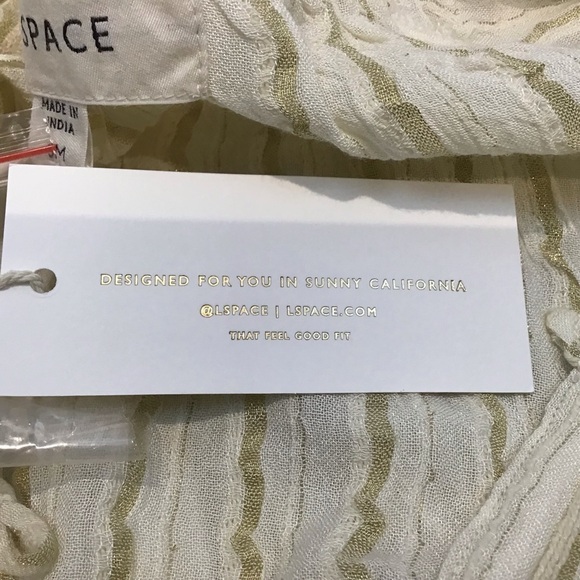 SPACE
MADE IN
INDIA
M
DESIGNED FOR YOU IN SUNNY CALIFORNIA
@LSPACE | LSPACE.COM
THAT FEEL GOOD FIT